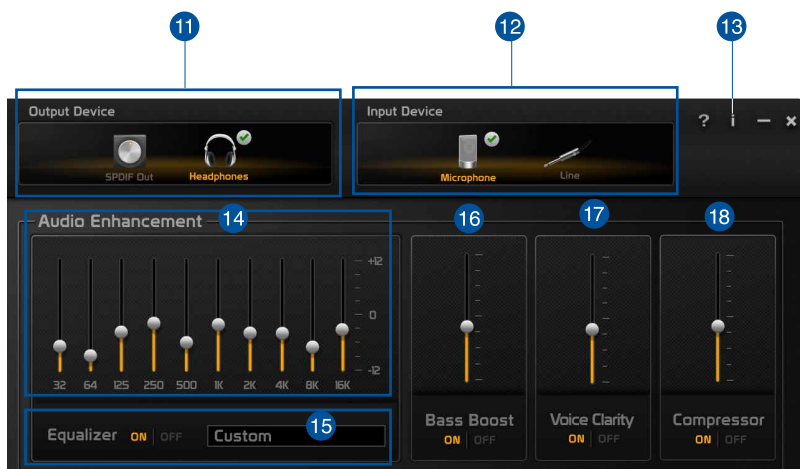 11 12 13
Output Device Input Device
? i
SPDIF Out Headphones Microphone Line
Audio Enhancement 14 16 17 18
+12
0
-12
32 64 125 250 500 1K 2K 4K 8K 16K
15
Equalizer ON | OFF Custom
Bass Boost Voice Clarity Compressor
ON | OFF ON | OFF ON | OFF